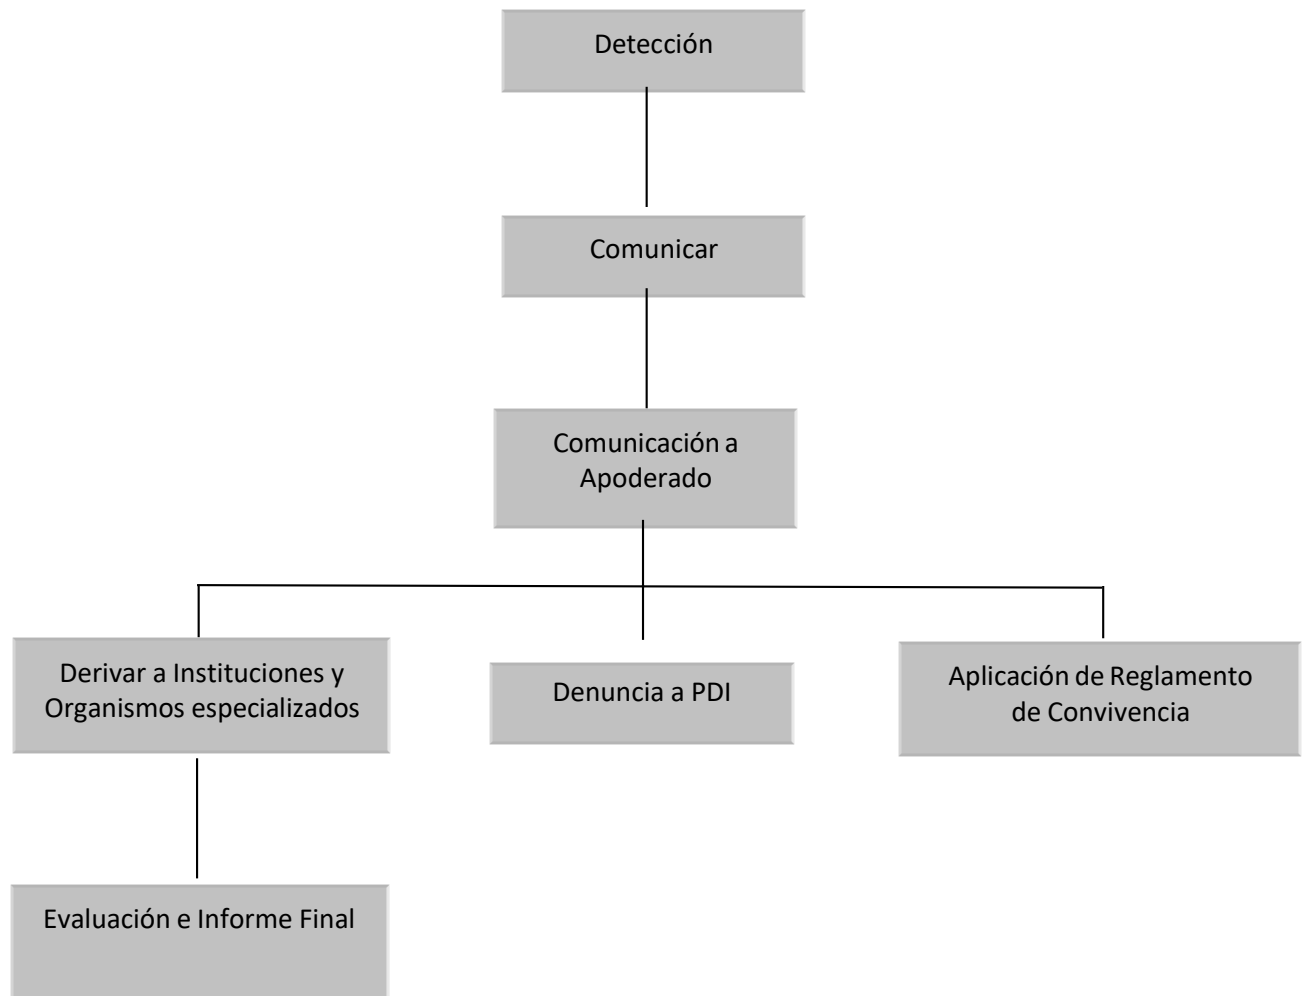 Detección
Comunicar
Comunicación a
Apoderado
Derivar a Instituciones y
Organismos especializados
Denuncia a PDI
Aplicación de Reglamento
de Convivencia
Evaluación e Informe Final